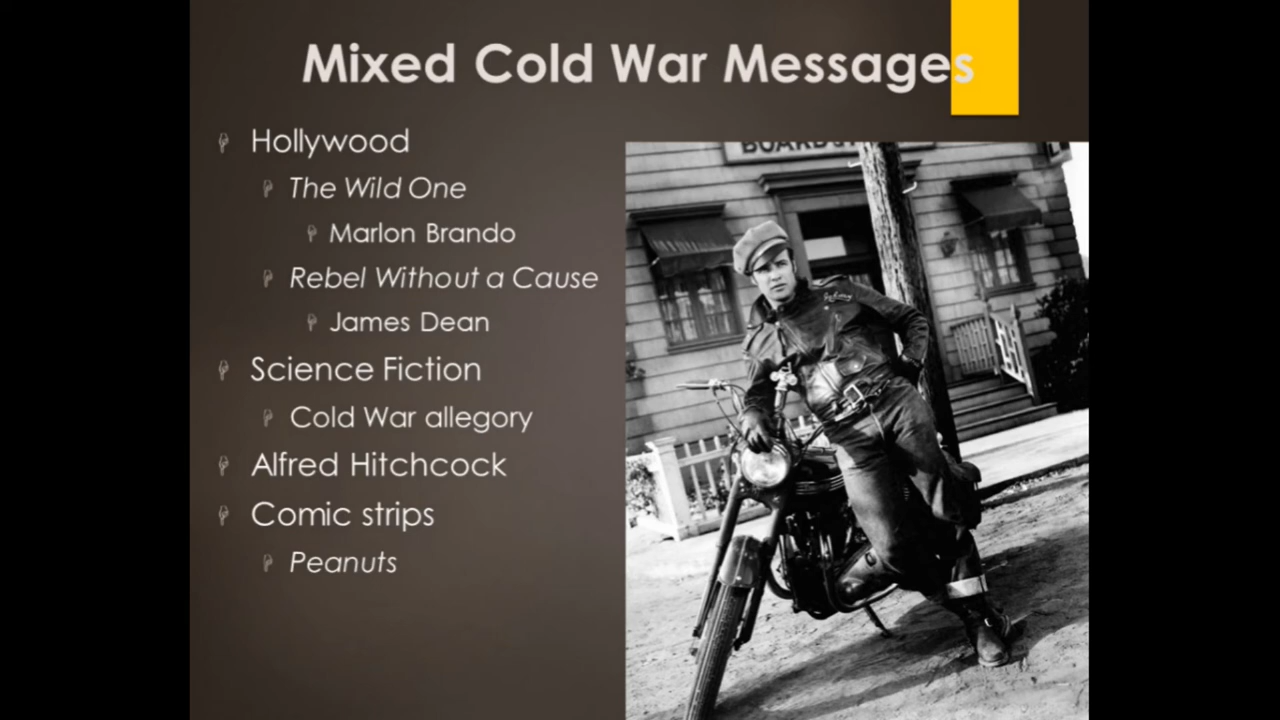 Mixed Cold War Messages
Hollywood
The Wild One
Marlon Brando
Rebel Without a Cause
James Dean
Science Fiction
Cold War allegory
Alfred Hitchcock
Comic strips
Peanuts